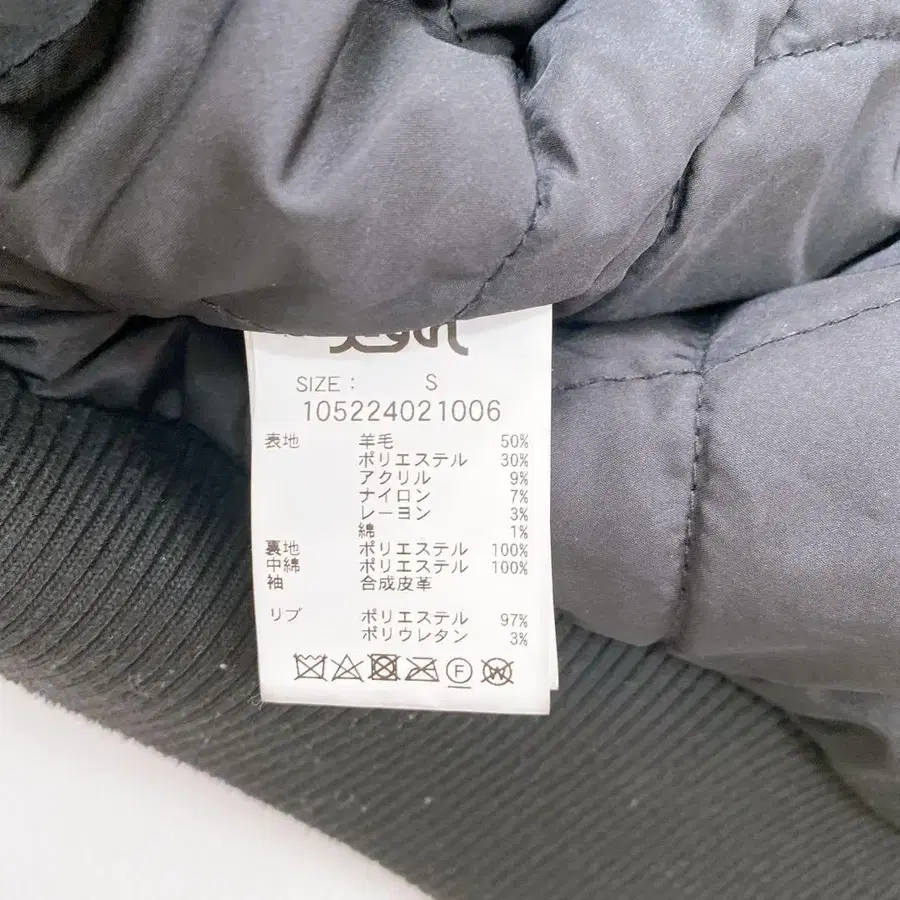 SIZE : S
105224021006
表地 羊毛 50%
ポリエステル 30%
アクリル 9%
ナイロン 7%
レーヨン 3%
綿 1%
裏地 ポリエステル 100%
中綿 ポリエステル 100%
袖 合成皮革
リブ ポリエステル 97%
ポリウレタン 3%
F W